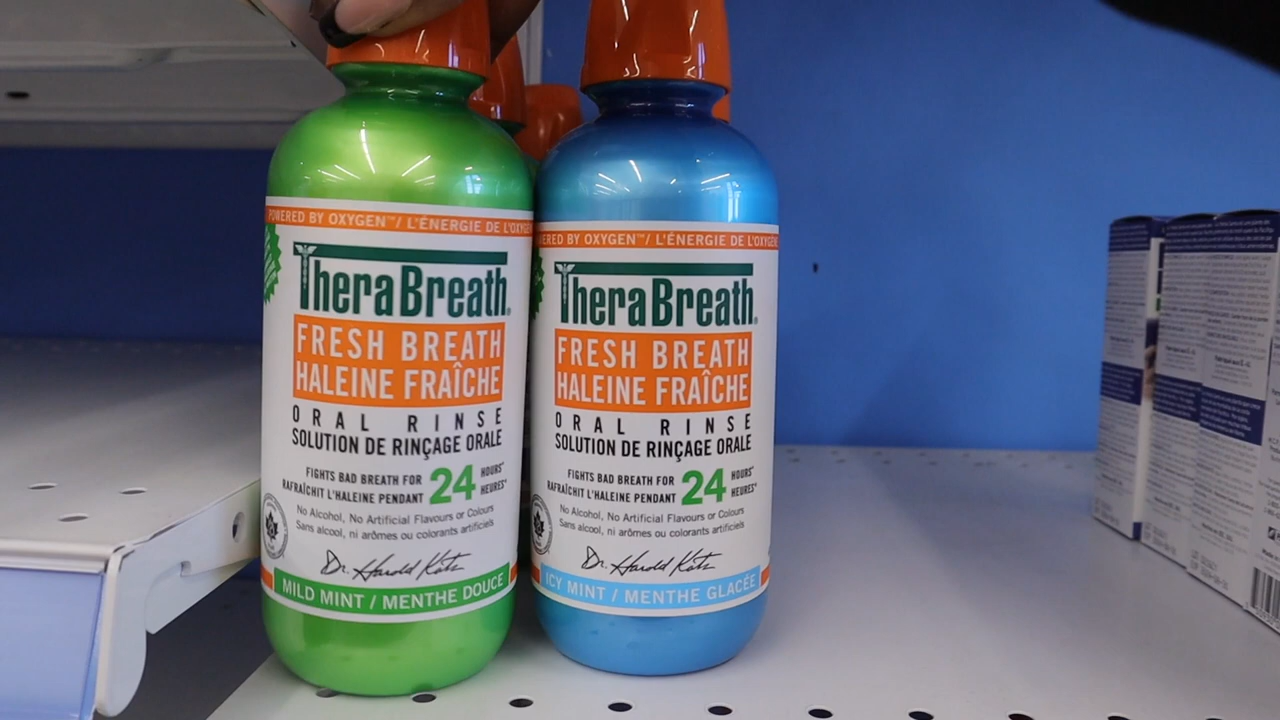 POWERED BY OXYGEN™/ L'ÉNERGIE DE L'OXYGÈNE
TheraBreath®
FRESH BREATH
HALEINE FRAÎCHE
ORAL RINSE
SOLUTION DE RINÇAGE ORALE
FIGHTS BAD BREATH FOR 24 HOURS*
RAFRAÎCHIT L'HALEINE PENDANT HEURES*
No Alcohol, No Artificial Flavours or Colours
Sans alcool, ni arômes ou colorants artificiels
Dr. Harold Katz
MILD MINT / MENTHE DOUCE
POWERED BY OXYGEN™/ L'ÉNERGIE DE L'OXYGÈNE
TheraBreath®
FRESH BREATH
HALEINE FRAÎCHE
ORAL RINSE
SOLUTION DE RINÇAGE ORALE
FIGHTS BAD BREATH FOR 24 HOURS*
RAFRAÎCHIT L'HALEINE PENDANT HEURES*
No Alcohol, No Artificial Flavours or Colours
Sans alcool, ni arômes ou colorants artificiels
Dr. Harold Katz
ICY MINT / MENTHE GLACÉE